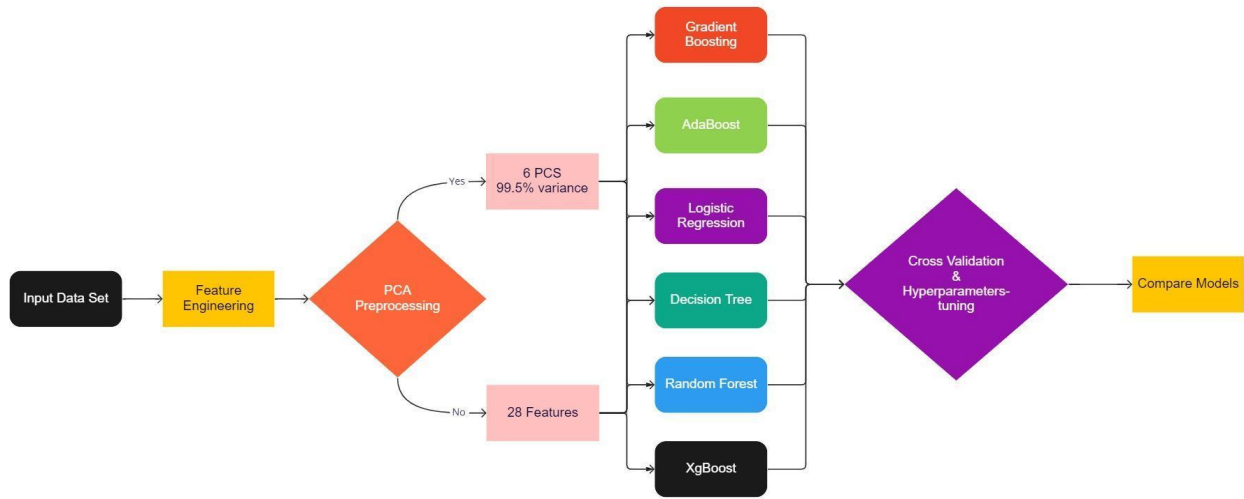 Input Data Set
Feature
Engineering
PCA
Preprocessing
Yes
No
6 PCS
99.5% variance
28 Features
Gradient
Boosting
AdaBoost
Logistic
Regression
Decision Tree
Random Forest
XgBoost
Cross Validation
&
Hyperparameters-
tuning
Compare Models